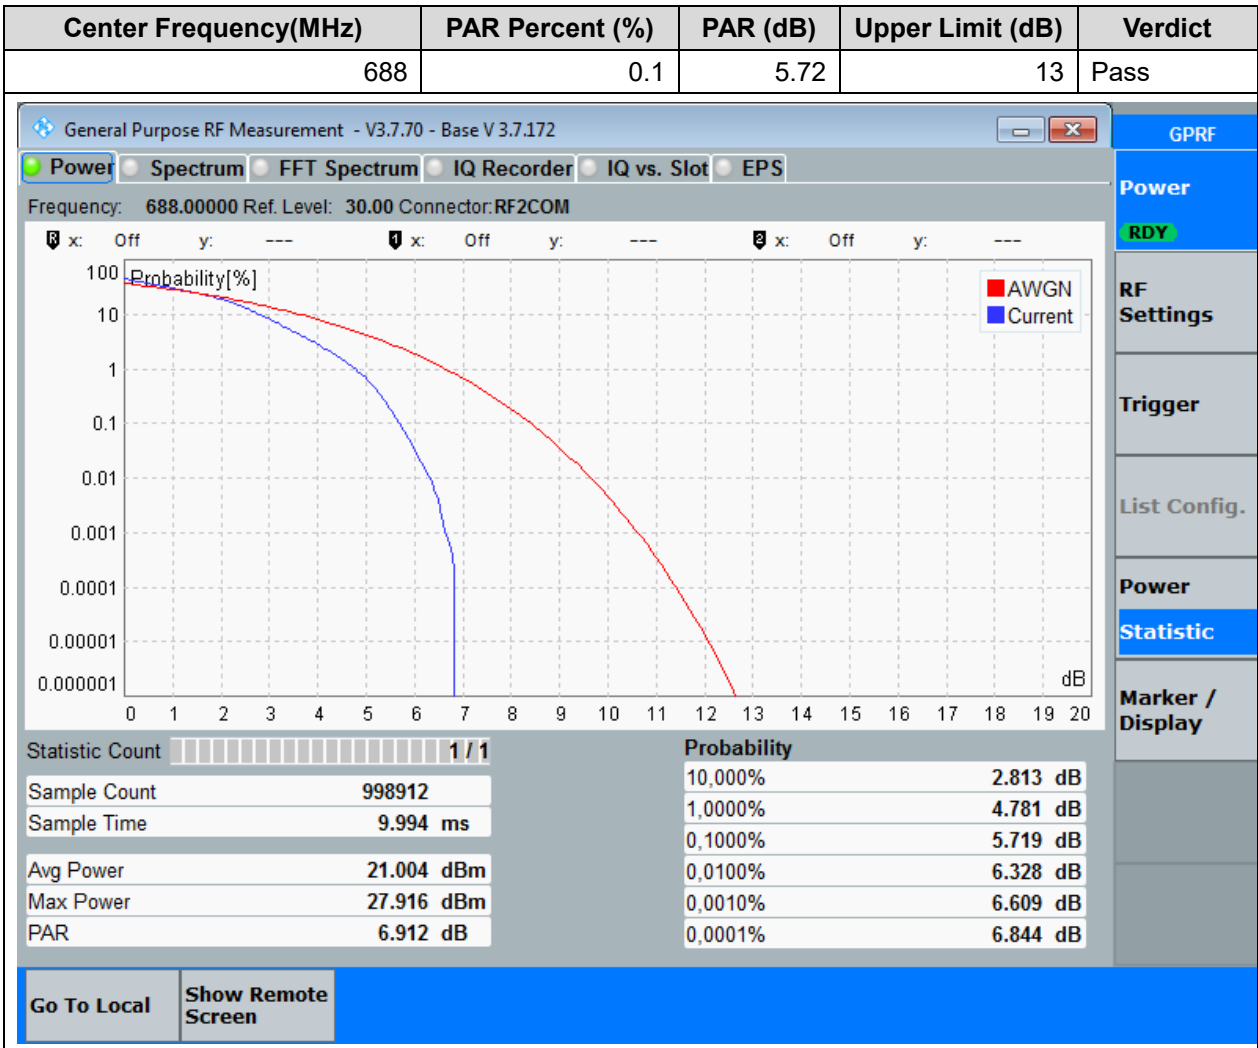 Center Frequency(MHz) PAR Percent (%) PAR (dB) Upper Limit (dB) Verdict
688 0.1 5.72 13 Pass
General Purpose RF Measurement - V3.7.70 - Base V 3.7.172
GPRF
Power Spectrum FFT Spectrum IQ Recorder IQ vs. Slot EPS
Power
RDY
Frequency: 688.00000 Ref. Level: 30.00 Connector:RF2COM
R x: Off y: --- 1 x: Off y: --- 2 x: Off y: ---
Probability[%]
AWGN
Current
100
10
1
0.1
0.01
0.001
0.0001
0.00001
0.000001
dB
0 1 2 3 4 5 6 7 8 9 10 11 12 13 14 15 16 17 18 19 20
RF
Settings
Trigger
List Config.
Power
Statistic
Marker /
Display
Statistic Count 1 / 1
Sample Count 998912
Sample Time 9.994 ms
Avg Power 21.004 dBm
Max Power 27.916 dBm
PAR 6.912 dB
Probability
10,000% 2.813 dB
1,0000% 4.781 dB
0,1000% 5.719 dB
0,0100% 6.328 dB
0,0010% 6.609 dB
0,0001% 6.844 dB
Go To Local
Show Remote
Screen